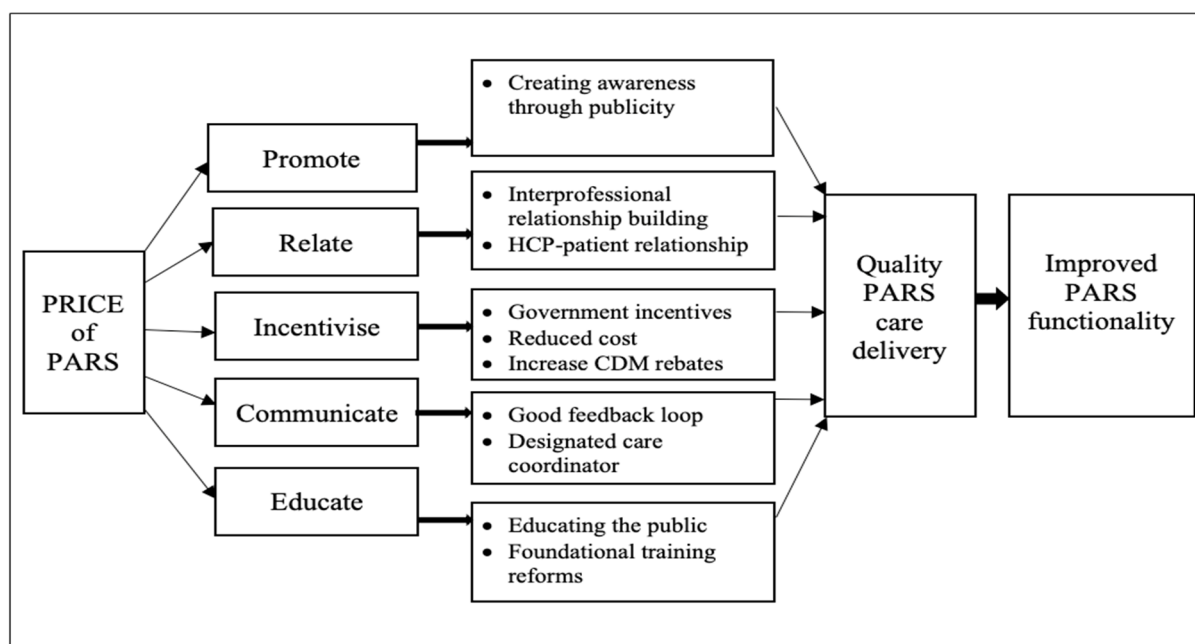 PRICE
of
PARS
Promote
Relate
Incentivise
Communicate
Educate
• Creating awareness
through publicity
• Interprofessional
relationship building
• HCP-patient relationship
• Government incentives
• Reduced cost
• Increase CDM rebates
• Good feedback loop
• Designated care
coordinator
• Educating the public
• Foundational training
reforms
Quality
PARS
care
delivery
Improved
PARS
functionality